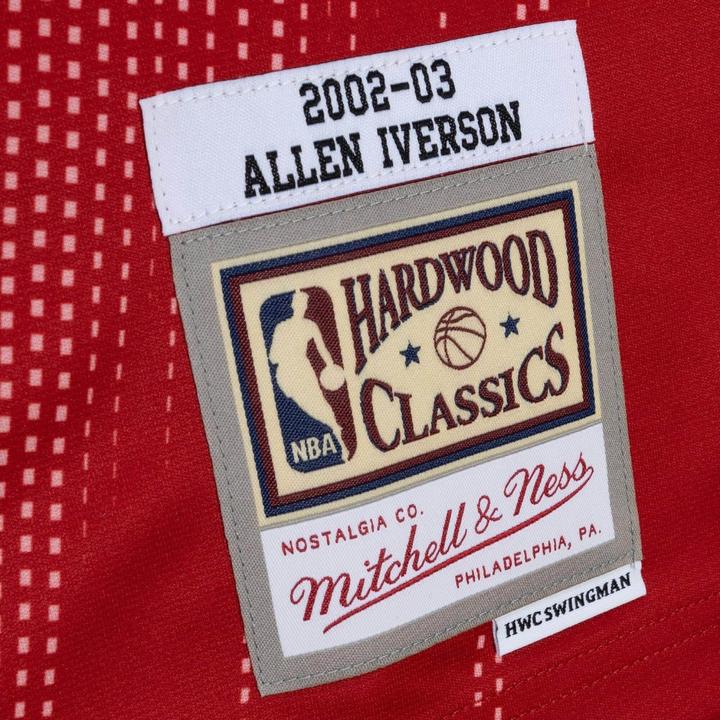 2002-03
ALLEN IVERSON
HARDWOOD
CLASSICS
NBA
NOSTALGIA CO.
Mitchell & Ness
PHILADELPHIA, PA.
HWC SWINGMAN